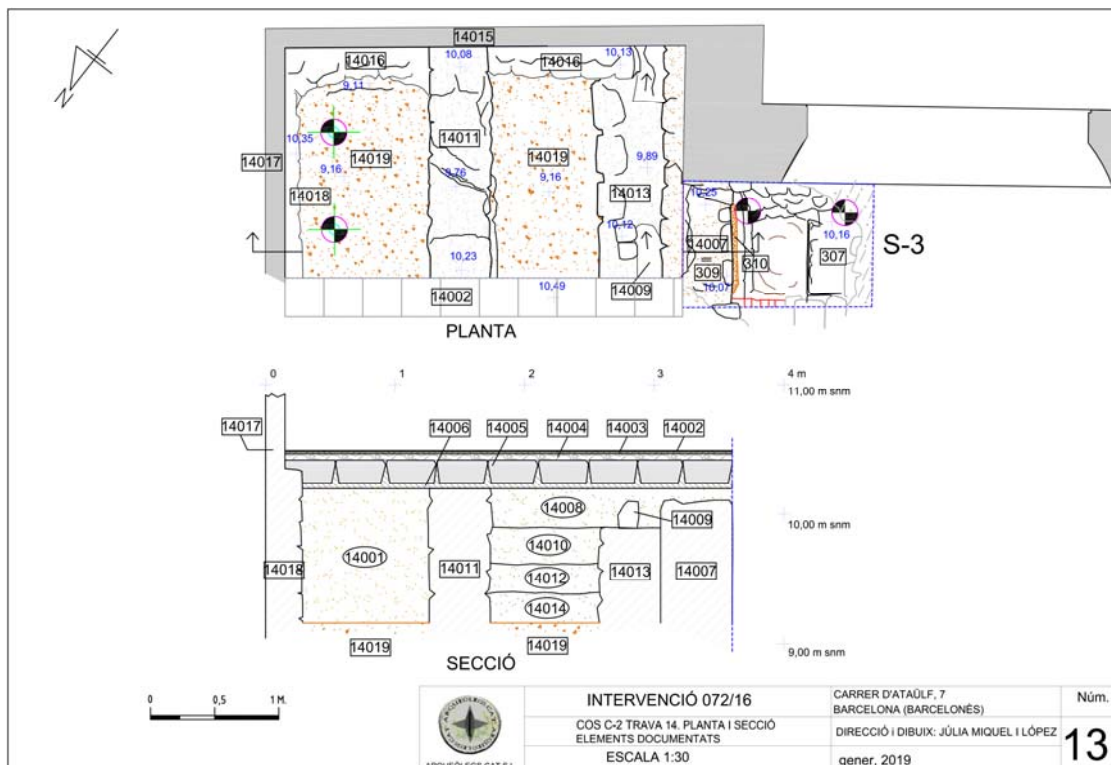 14015
10,08
10,13
14016
14016
9,11
10,35
14011
14017
14019
14019
9,89
9,16
9,76
9,16
14018
14013
10,25
10,12
10,16
S-3
14007
307
10,23
309
310
14002
10,49
14009
10,07
PLANTA
N
0 1 2 3 4 m
11,00 m snm
14017
14006
14005
14004
14003
14002
14008
14009
10,00 m snm
14010
14001
14018
14011
14012
14013
14007
14014
14019
14019
9,00 m snm
SECCIÓ
0 0,5 1 M.
INTERVENCIÓ 072/16
CARRER D'ATAÜLF, 7
BARCELONA (BARCELONÈS)
Núm.
COS C-2 TRAVA 14. PLANTA I SECCIÓ
ELEMENTS DOCUMENTATS
DIRECCIÓ i DIBUIX: JÚLIA MIQUEL I LÓPEZ
13
ESCALA 1:30
gener, 2019